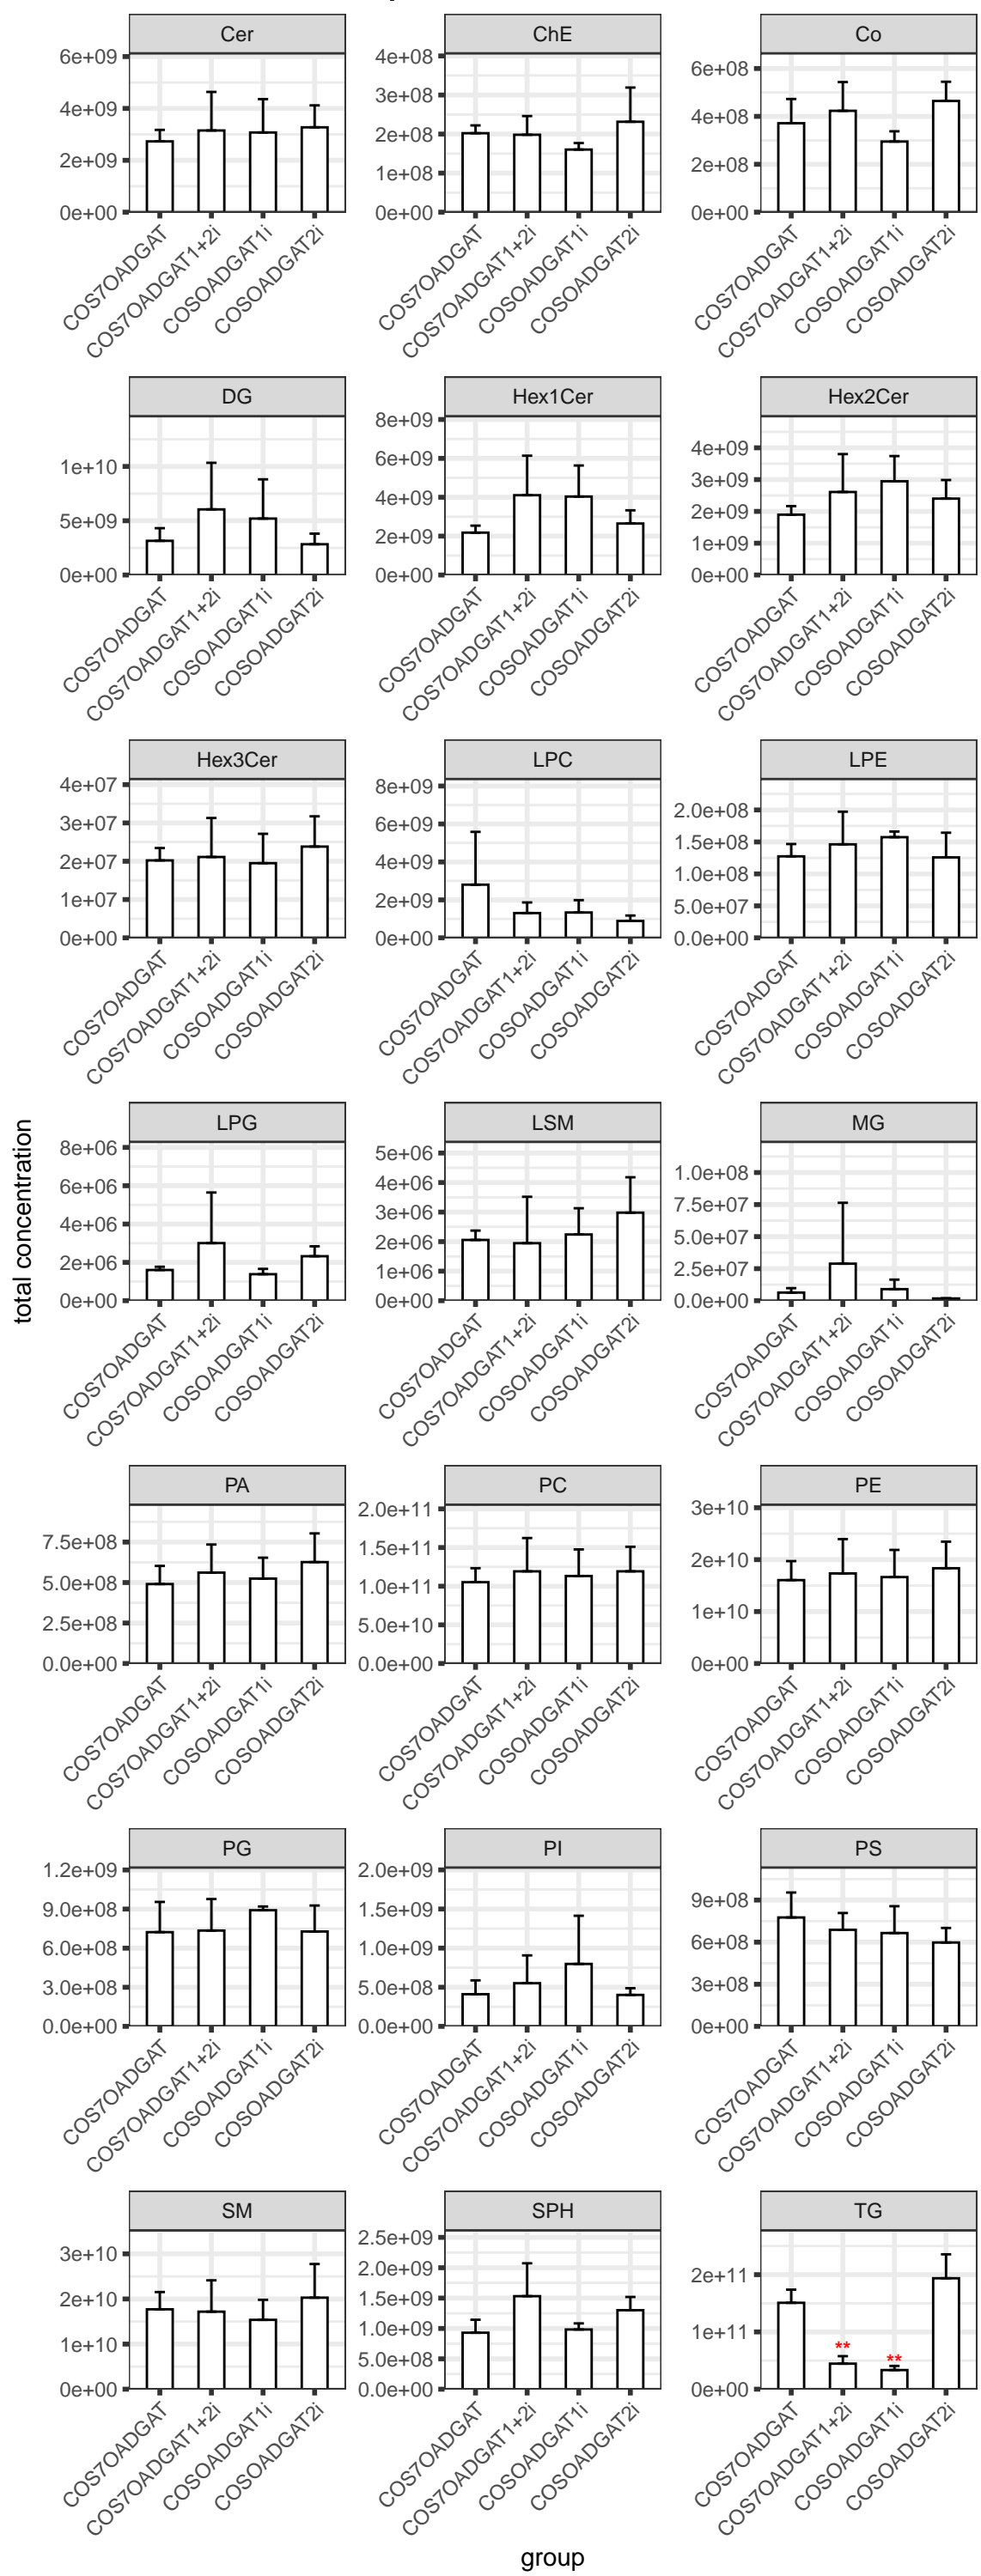 Cer ChE Co
6e+09 4e+08 6e+08
4e+09 3e+08 4e+08
2e+09 2e+08 2e+08
0e+00 1e+08 0e+00
0e+00
COS7OADGAT COS7OADGAT1+2i COSOADGAT1i COSOADGAT2i COS7OADGAT COS7OADGAT1+2i COSOADGAT1i COSOADGAT2i COS7OADGAT COS7OADGAT1+2i COSOADGAT1i COSOADGAT2i
DG Hex1Cer Hex2Cer
1e+10 8e+09 4e+09
5e+09 6e+09 3e+09
0e+00 4e+09 2e+09
2e+09 1e+09
0e+00 0e+00
COS7OADGAT COS7OADGAT1+2i COSOADGAT1i COSOADGAT2i COS7OADGAT COS7OADGAT1+2i COSOADGAT1i COSOADGAT2i COS7OADGAT COS7OADGAT1+2i COSOADGAT1i COSOADGAT2i
Hex3Cer LPC LPE
4e+07 8e+09 2.0e+08
3e+07 6e+09 1.5e+08
2e+07 4e+09 1.0e+08
1e+07 2e+09 5.0e+07
0e+00 0e+00 0.0e+00
COS7OADGAT COS7OADGAT1+2i COSOADGAT1i COSOADGAT2i COS7OADGAT COS7OADGAT1+2i COSOADGAT1i COSOADGAT2i COS7OADGAT COS7OADGAT1+2i COSOADGAT1i COSOADGAT2i
total concentration
LPG LSM MG
8e+06 5e+06 1.0e+08
6e+06 4e+06 7.5e+07
4e+06 3e+06 5.0e+07
2e+06 2e+06 2.5e+07
0e+00 1e+06 0.0e+00
0e+00
COS7OADGAT COS7OADGAT1+2i COSOADGAT1i COSOADGAT2i COS7OADGAT COS7OADGAT1+2i COSOADGAT1i COSOADGAT2i COS7OADGAT COS7OADGAT1+2i COSOADGAT1i COSOADGAT2i
PA PC PE
7.5e+08 2.0e+11 3e+10
5.0e+08 1.5e+11 2e+10
2.5e+08 1.0e+11 1e+10
0.0e+00 5.0e+10 0e+00
0.0e+00
COS7OADGAT COS7OADGAT1+2i COSOADGAT1i COSOADGAT2i COS7OADGAT COS7OADGAT1+2i COSOADGAT1i COSOADGAT2i COS7OADGAT COS7OADGAT1+2i COSOADGAT1i COSOADGAT2i
PG PI PS
1.2e+09 2.0e+09 9e+08
9.0e+08 1.5e+09 6e+08
6.0e+08 1.0e+09 3e+08
3.0e+08 5.0e+08 0e+00
0.0e+00 0.0e+00
COS7OADGAT COS7OADGAT1+2i COSOADGAT1i COSOADGAT2i COS7OADGAT COS7OADGAT1+2i COSOADGAT1i COSOADGAT2i COS7OADGAT COS7OADGAT1+2i COSOADGAT1i COSOADGAT2i
SM SPH TG
3e+10 2.5e+09 2e+11
2e+10 2.0e+09 1e+11
1e+10 1.5e+09 0e+00
0e+00 1.0e+09
5.0e+08
0.0e+00
** **
COS7OADGAT COS7OADGAT1+2i COSOADGAT1i COSOADGAT2i COS7OADGAT COS7OADGAT1+2i COSOADGAT1i COSOADGAT2i COS7OADGAT COS7OADGAT1+2i COSOADGAT1i COSOADGAT2i
group